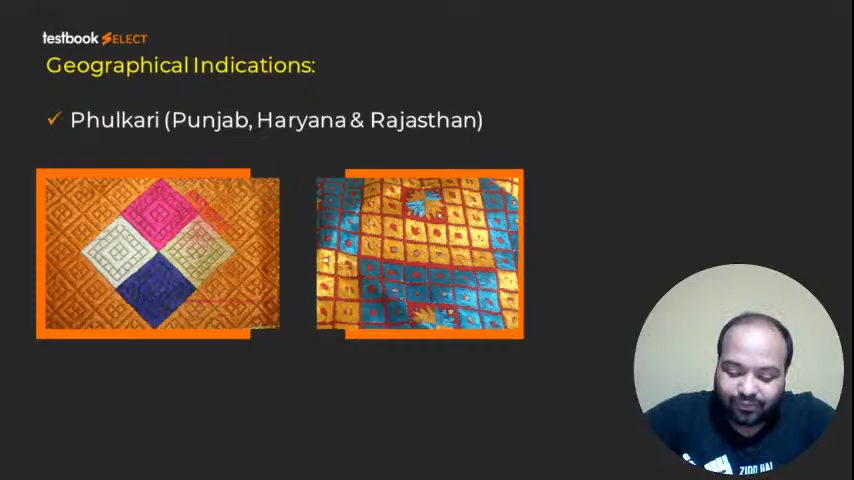 testbook SELECT
Geographical Indications:
✓ Phulkari (Punjab, Haryana & Rajasthan)